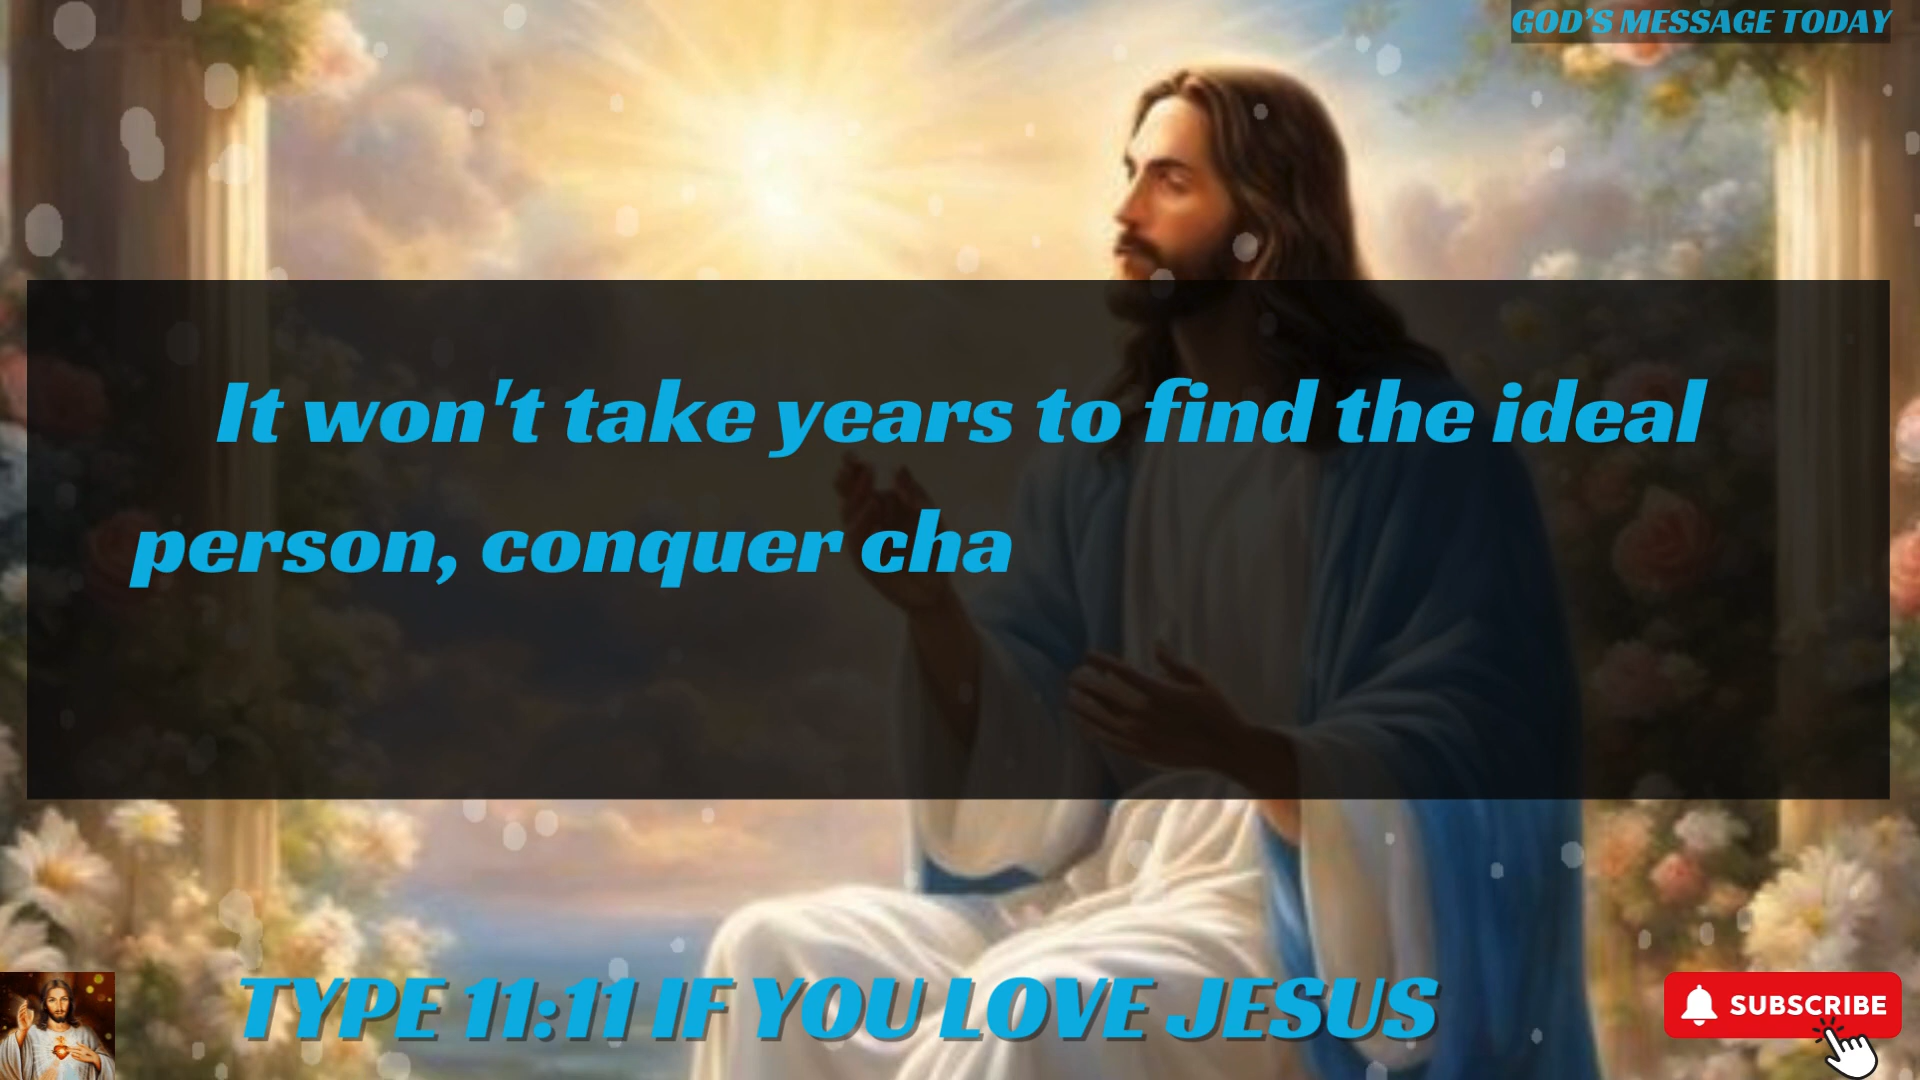 GOD'S MESSAGE TODAY
It won't take years to find the ideal
person, conquer cha
TYPE 11:11 IF YOU LOVE JESUS
SUBSCRIBE